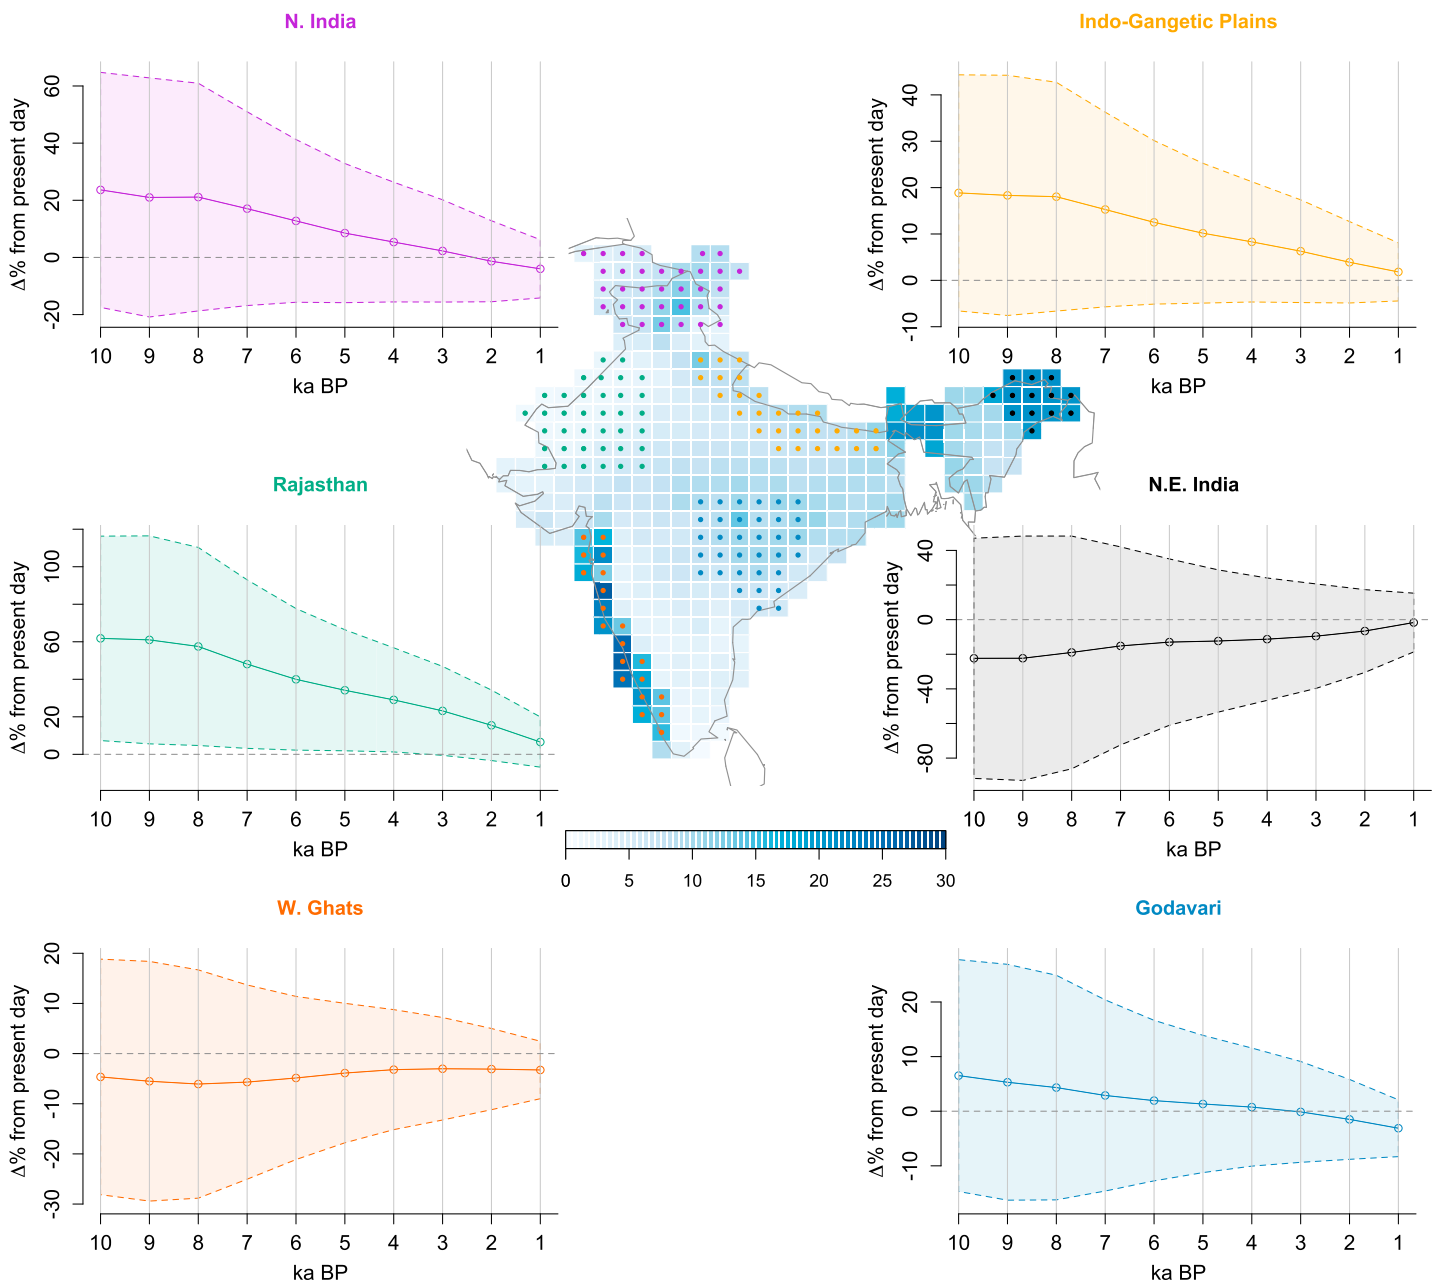 N. India
Δ% from present day
60
40
20
0
-20
10 9 8 7 6 5 4 3 2 1
ka BP
Indo-Gangetic Plains
Δ% from present day
40
30
20
10
0
-10
10 9 8 7 6 5 4 3 2 1
ka BP
Rajasthan
Δ% from present day
100
60
20
0
10 9 8 7 6 5 4 3 2 1
ka BP
N.E. India
Δ% from present day
40
0
-40
-80
10 9 8 7 6 5 4 3 2 1
ka BP
0 5 10 15 20 25 30
W. Ghats
Δ% from present day
20
10
0
-10
-20
-30
10 9 8 7 6 5 4 3 2 1
ka BP
Godavari
Δ% from present day
20
10
0
-10
10 9 8 7 6 5 4 3 2 1
ka BP